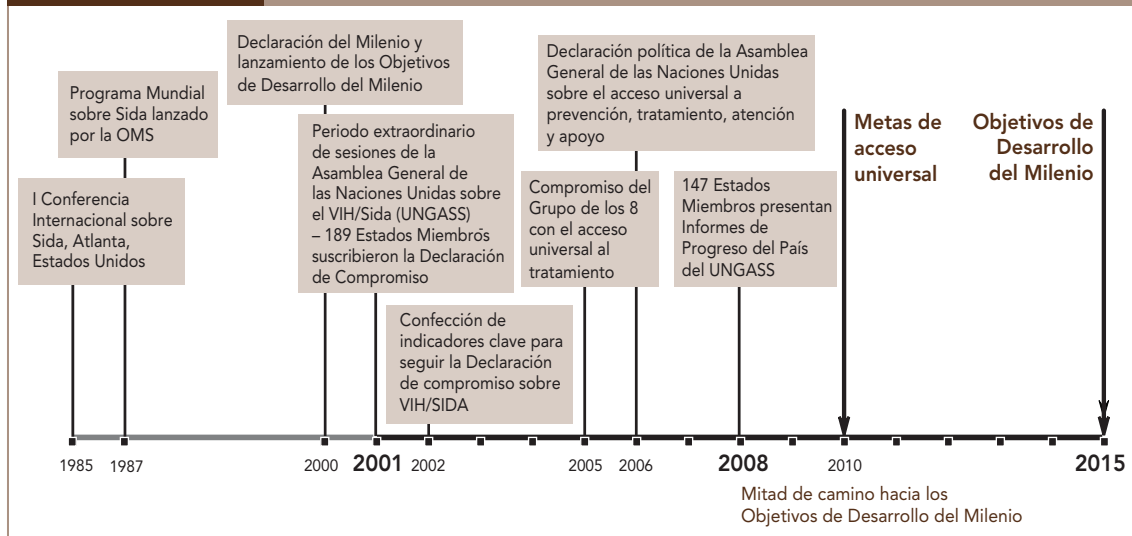 I Conferencia
Internacional sobre
Sida, Atlanta,
Estados Unidos
Programa Mundial
sobre Sida lanzado
por la OMS
Declaración del Milenio y
lanzamiento de los Objetivos
de Desarrollo del Milenio
Periodo extraordinario
de sesiones de la
Asamblea General de
las Naciones Unidas sobre
el VIH/Sida (UNGASS)
– 189 Estados Miembros
suscribieron la Declaración
de Compromiso
Confección de
indicadores clave para
seguir la Declaración
de compromiso sobre
VIH/SIDA
Compromiso del
Grupo de los 8
con el acceso
universal al
tratamiento
Declaración política de la Asamblea
General de las Naciones Unidas
sobre el acceso universal a
prevención, tratamiento, atención
y apoyo
147 Estados
Miembros presentan
Informes de
Progreso del País
del UNGASS
Metas de
acceso
universal
Objetivos de
Desarrollo
del Milenio
1985 1987 2000 2001 2002 2005 2006 2008 2010 2015
Mitad de camino hacia los
Objetivos de Desarrollo del Milenio